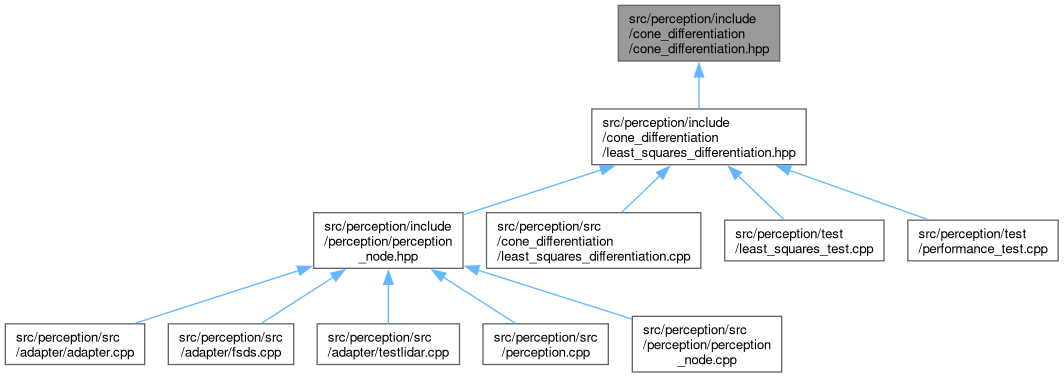 src/perception/include
/cone_differentiation
/cone_differentiation.hpp
src/perception/include
/cone_differentiation
/least_squares_differentiation.hpp
src/perception/include
/perception/perception
_node.hpp
src/perception/src
/cone_differentiation
/least_squares_differentiation.cpp
src/perception/test
/least_squares_test.cpp
src/perception/test
/performance_test.cpp
src/perception/src
/adapter/adapter.cpp
src/perception/src
/adapter/fsds.cpp
src/perception/src
/adapter/testlidar.cpp
src/perception/src
/perception.cpp
src/perception/src
/perception/perception
_node.cpp